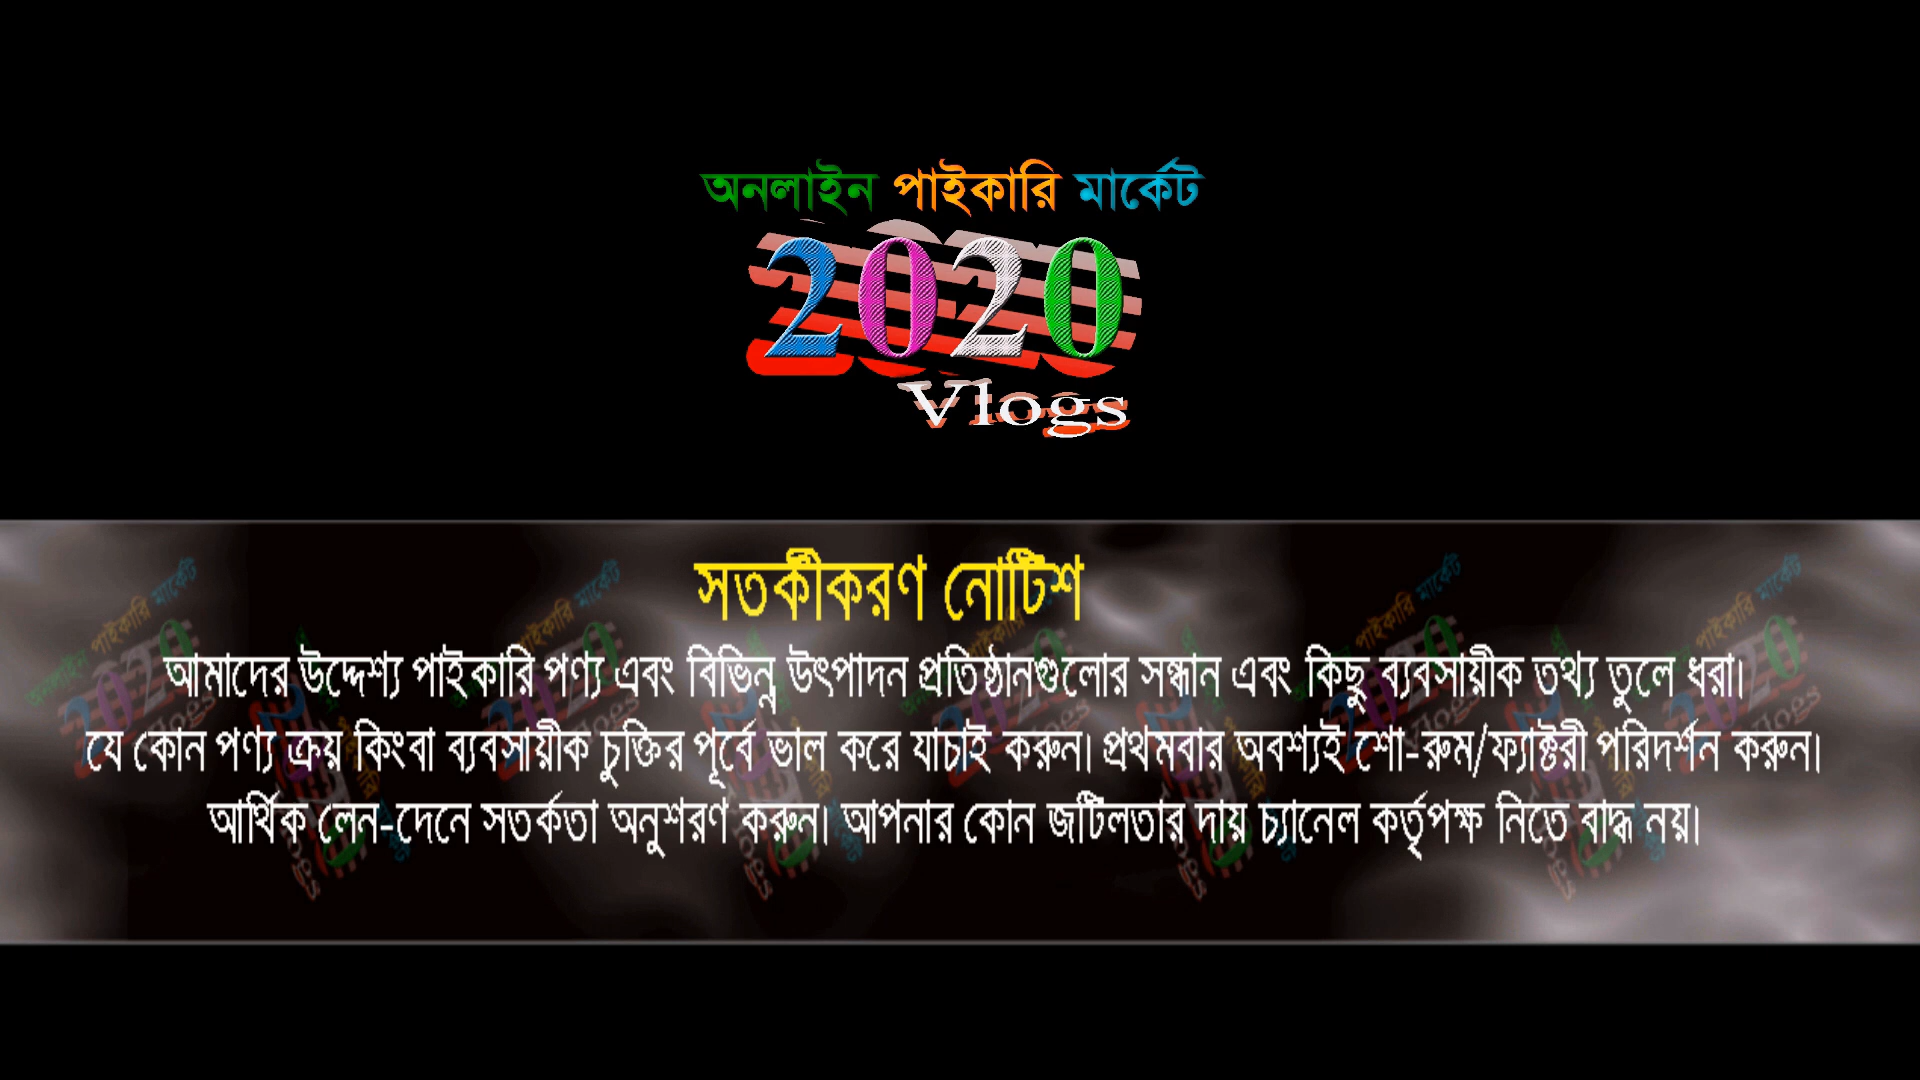 অনলাইন পাইকারি মার্কেট
2020
Vlogs
সতর্কীকরণ নোটিশ
আমাদের উদ্দেশ্য পাইকারি পণ্য এবং বিভিন্ন উৎপাদন প্রতিষ্ঠানগুলোর সন্ধান এবং কিছু ব্যবসায়ীক তথ্য তুলে ধরা।
যে কোন পণ্য ক্রয় কিংবা ব্যবসায়ীক চুক্তির পূর্বে ভাল করে যাচাই করুন। প্রথমবার অবশ্যই শো-রুম/ফ্যাক্টরী পরিদর্শন করুন।
আর্থিক লেন-দেনে সতর্কতা অনুশরণ করুন। আপনার কোন জটিলতার দায় চ্যানেল কর্তৃপক্ষ নিতে বাদ্ধ নয়।